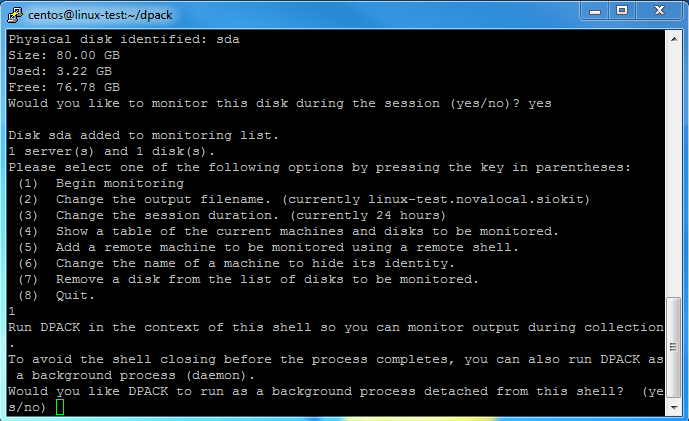 centos@linux-test:~/dpack
Physical disk identified: sda
Size: 80.00 GB
Used: 3.22 GB
Free: 76.78 GB
Would you like to monitor this disk during the session (yes/no)? yes
Disk sda added to monitoring list.
1 server(s) and 1 disk(s).
Please select one of the following options by pressing the key in parentheses:
(1) Begin monitoring
(2) Change the output filename. (currently linux-test.novalocal.siokit)
(3) Change the session duration. (currently 24 hours)
(4) Show a table of the current machines and disks to be monitored.
(5) Add a remote machine to be monitored using a remote shell.
(6) Change the name of a machine to hide its identity.
(7) Remove a disk from the list of disks to be monitored.
(8) Quit.
1
Run DPACK in the context of this shell so you can monitor output during collection
.
To avoid the shell closing before the process completes, you can also run DPACK as
a background process (daemon).
Would you like DPACK to run as a background process detached from this shell? (ye
s/no)